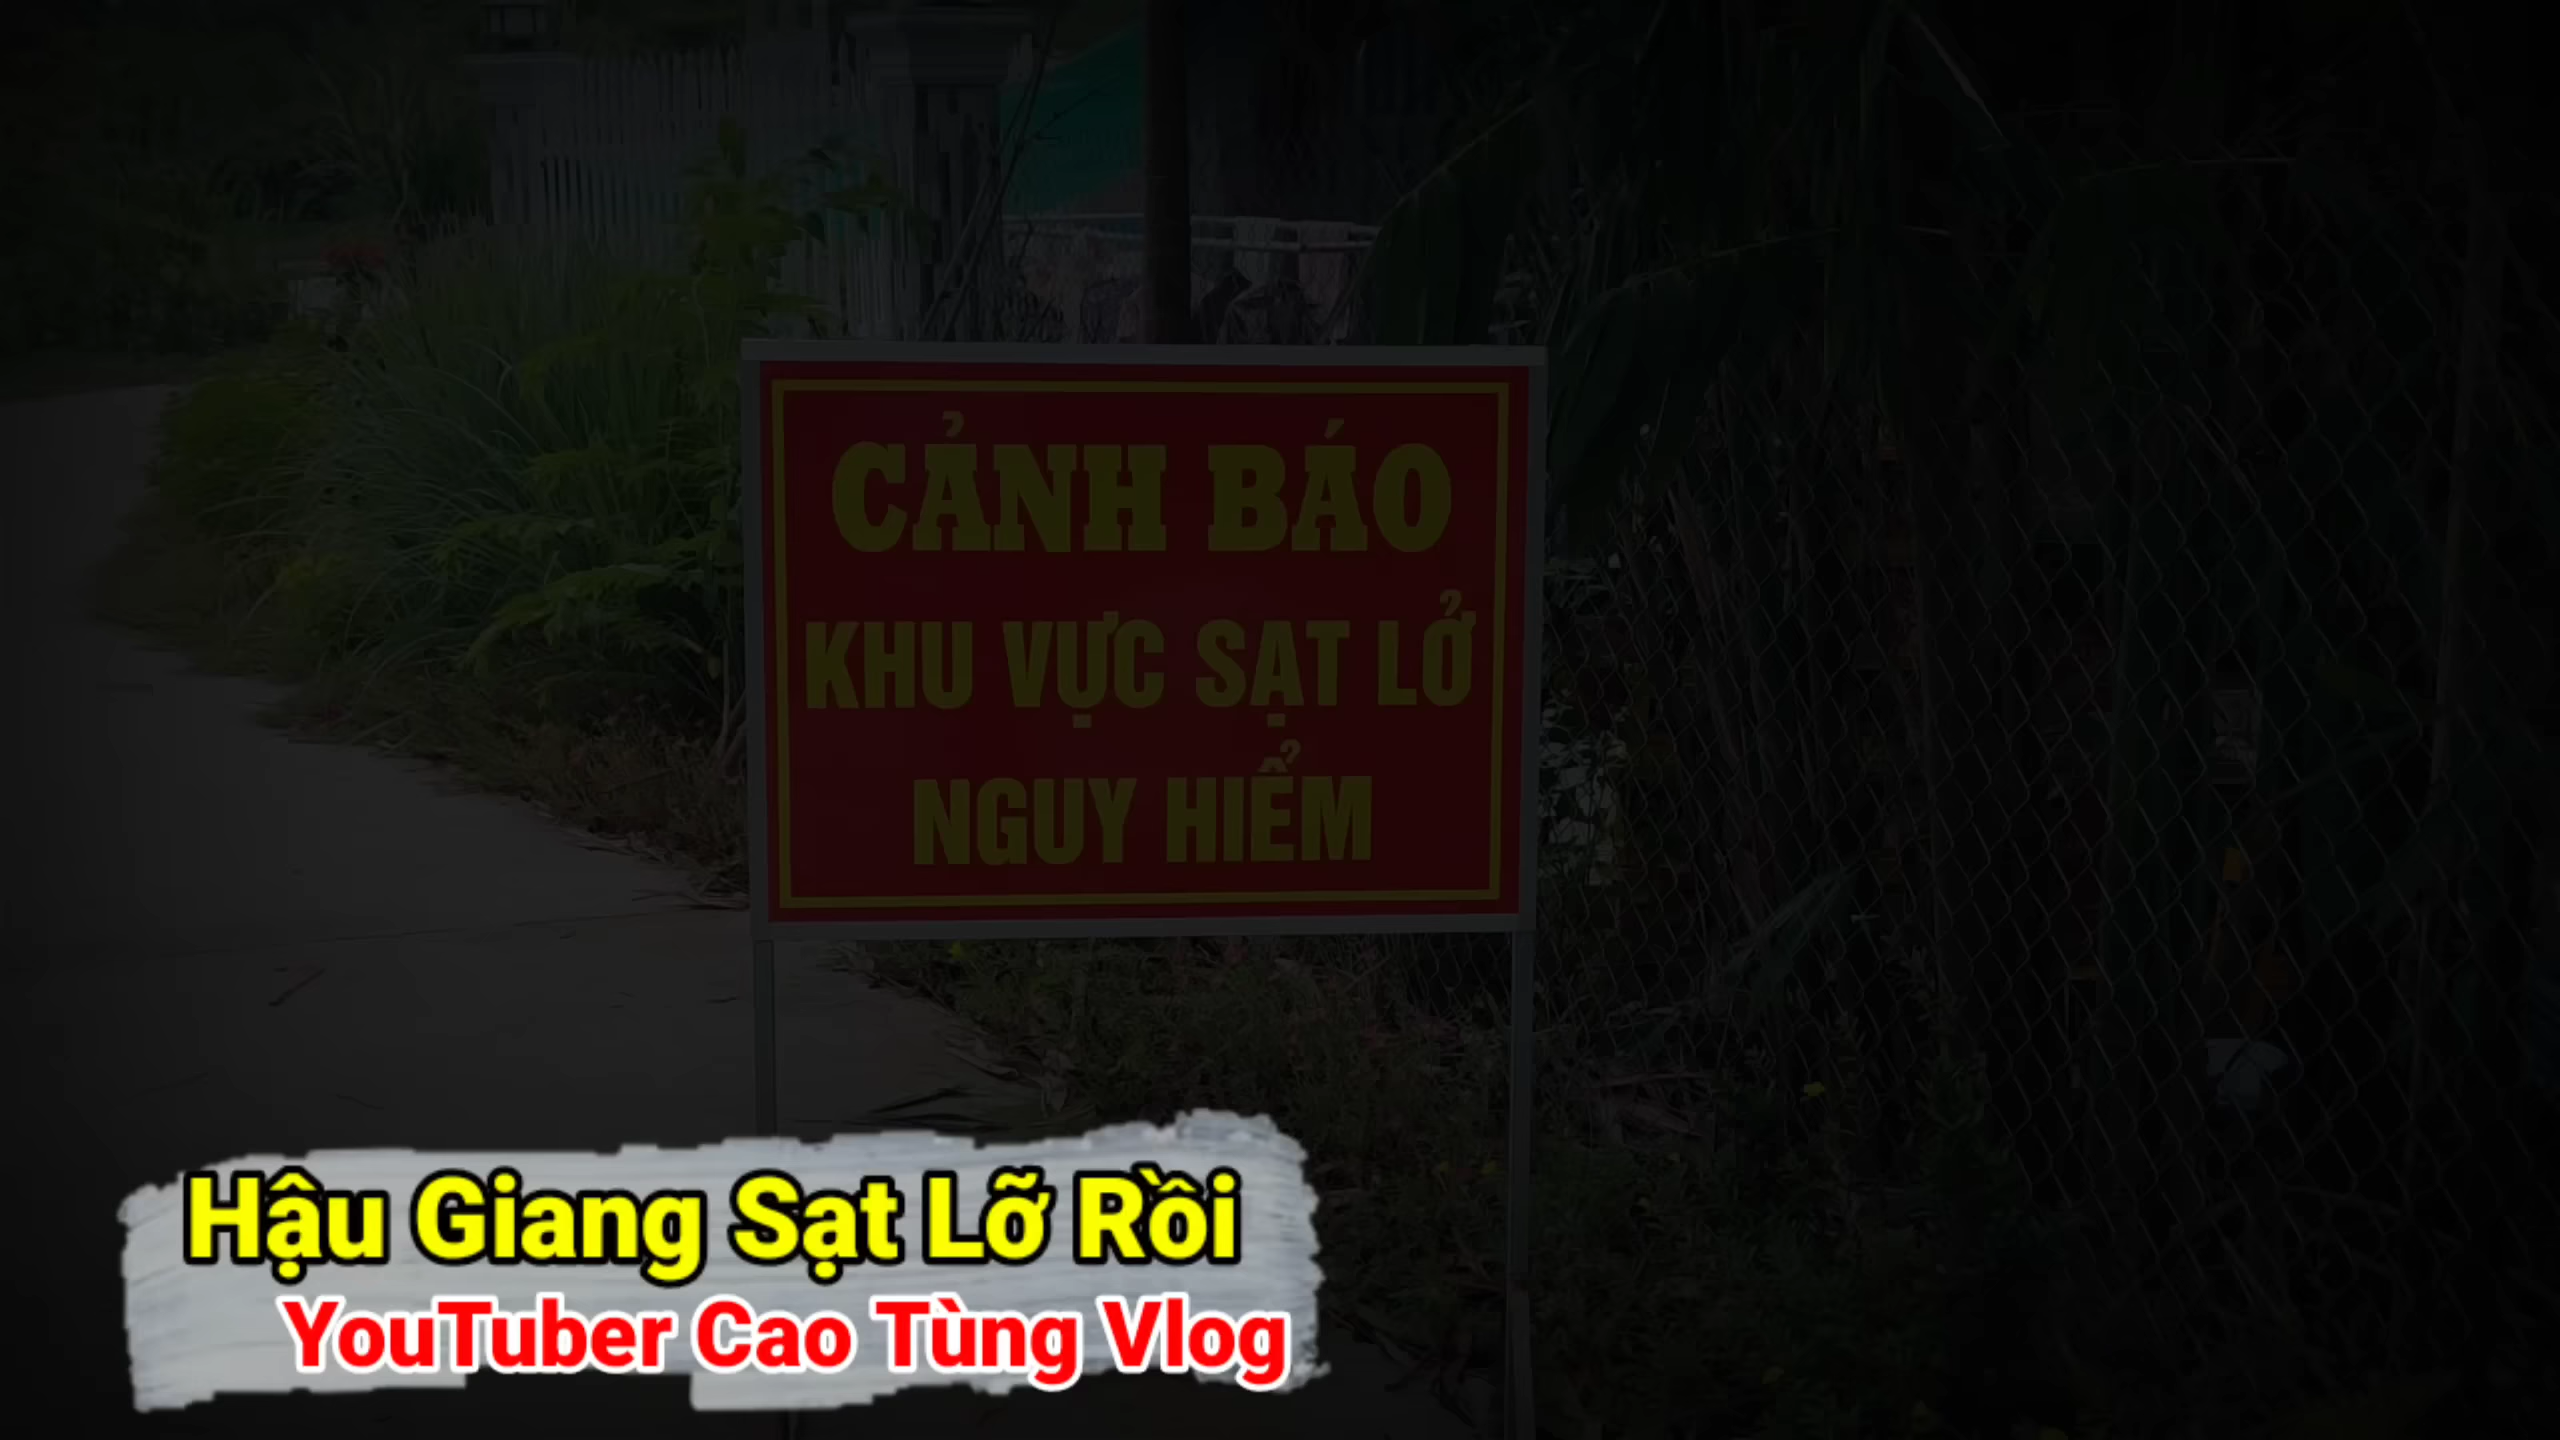 CẢNH BÁO
KHU VỰC SẠT LỞ
NGUY HIỂM
Hậu Giang Sạt Lỡ Rồi
YouTuber Cao Tùng Vlog